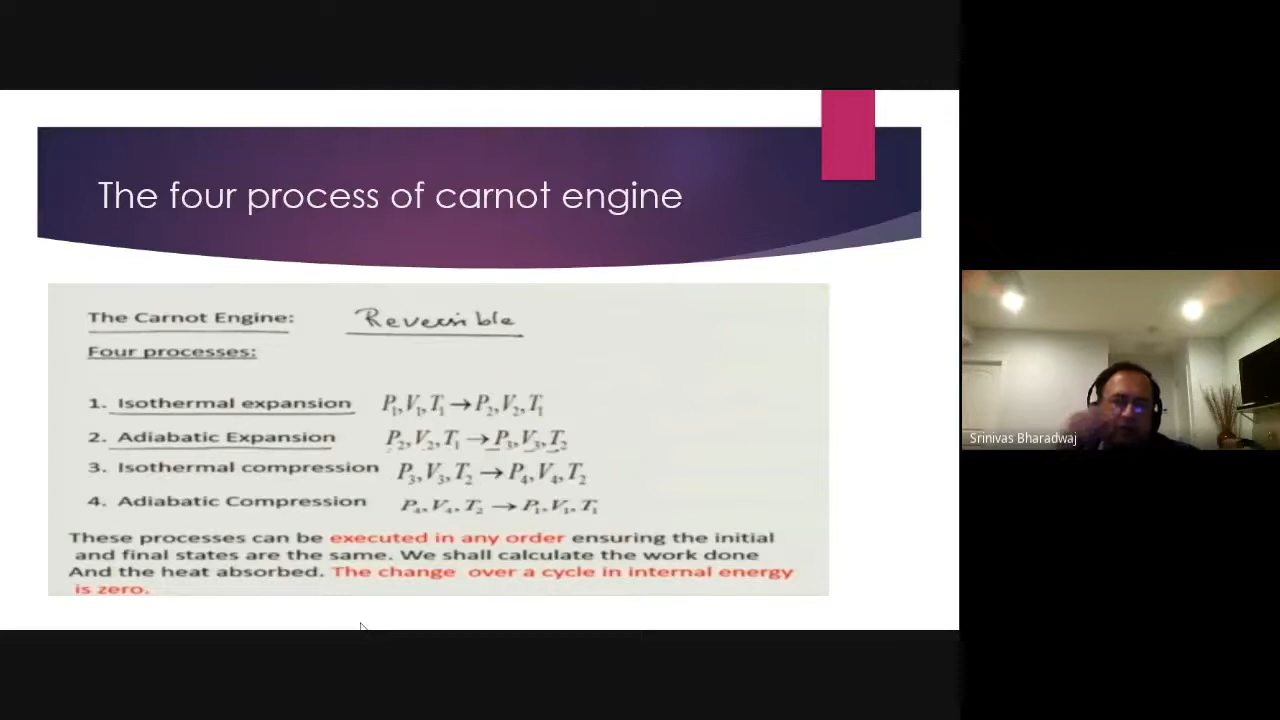 The four process of carnot engine
The Carnot Engine: Reversible
Four processes:
1. Isothermal expansion P₁,V₁,T₁→P₂,V₂,T₁
2. Adiabatic Expansion P₂,V₂,T₁→P₃,V₃,T₂
3. Isothermal compression P₃,V₃,T₂→P₄,V₄,T₂
4. Adiabatic Compression P₄,V₄,T₂→P₁,V₁,T₁
These processes can be executed in any order ensuring the initial
and final states are the same. We shall calculate the work done
And the heat absorbed. The change over a cycle in internal energy
is zero.
Srinivas Bharadwaj